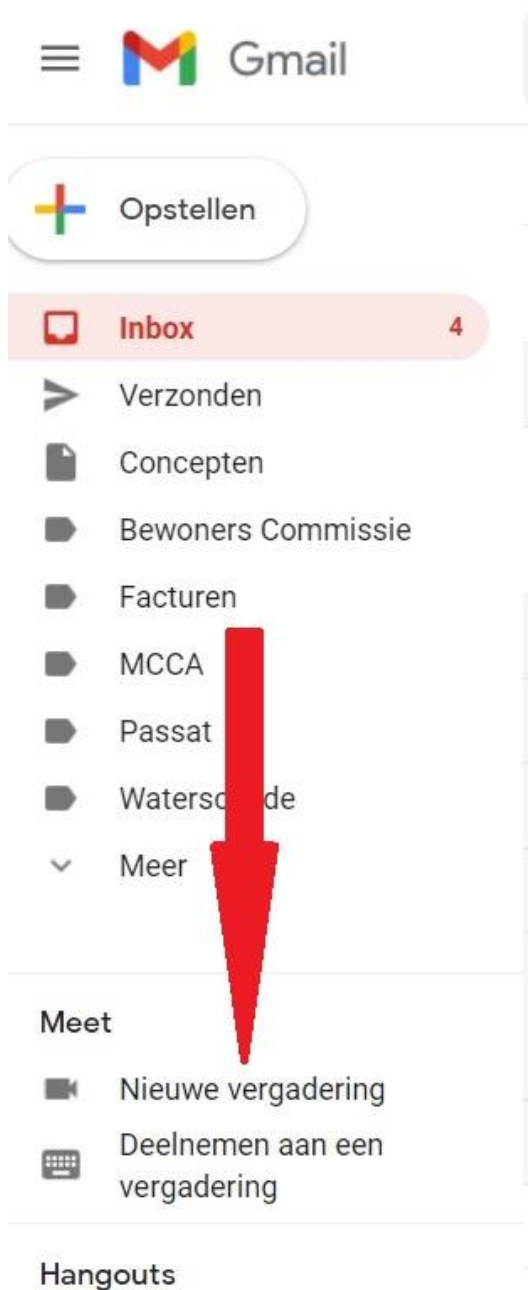 Gmail
Opstellen
Inbox 4
Verzonden
Concepten
Bewoners Commissie
Facturen
MCCA
Passat
Meer
Meet
Nieuwe vergadering
Deelnemen aan een
vergadering
Hangouts